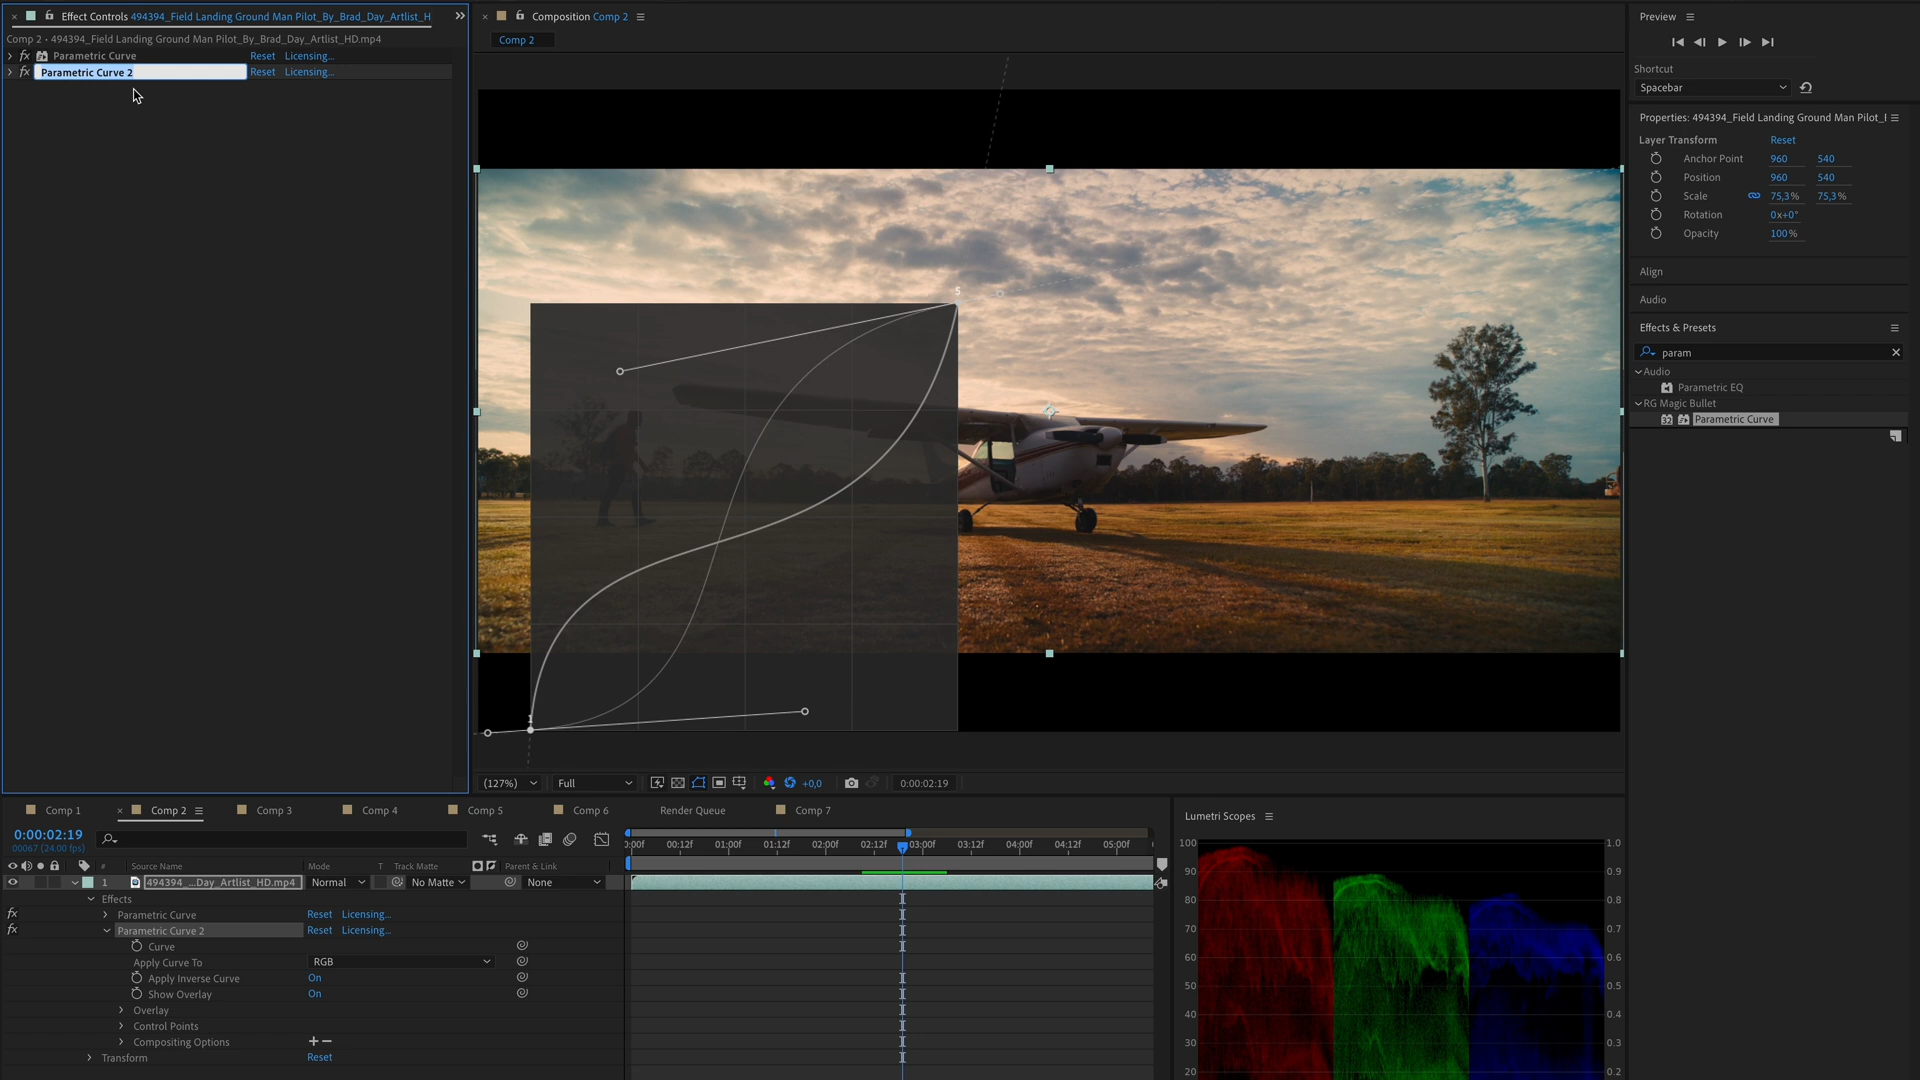 × Effect Controls 494394_Field Landing Ground Man Pilot_By_Brad_Day_Artlist_H »
Comp 2 • 494394_Field Landing Ground Man Pilot_By_Brad_Day_Artlist_HD.mp4
fx Parametric Curve Reset Licensing...
fx Parametric Curve 2 Reset Licensing...
× Composition Comp 2
Comp 2
S
1
(127%) Full +0,0 0:00:02:19
Preview
Shortcut
Spacebar
Properties: 494394_Field Landing Ground Man Pilot_
Layer Transform Reset
Anchor Point 960 540
Position 960 540
Scale 75,3% 75,3%
Rotation 0x+0°
Opacity 100%
Align
Audio
Effects & Presets
param
Audio
Parametric EQ
RG Magic Bullet
32 Parametric Curve
Comp 1 × Comp 2 Comp 3 Comp 4 Comp 5 Comp 6 Render Queue Comp 7
0:00:02:19
00067 (24.00 fps)
:00f 00:12f 01:00f 01:12f 02:00f 02:12f 03:00f 03:12f 04:00f 04:12f 05:00f
# Source Name Mode T Track Matte Parent & Link
1 494394_...Day_Artlist_HD.mp4 Normal No Matte None
Effects
fx Parametric Curve Reset Licensing...
fx Parametric Curve 2 Reset Licensing...
Curve
Apply Curve To RGB
Apply Inverse Curve On
Show Overlay On
Overlay
Control Points
Compositing Options + −
Transform Reset
Lumetri Scopes
100 1.0
90 0.9
80 0.8
70 0.7
60 0.6
50 0.5
40 0.4
30 0.3
20 0.2